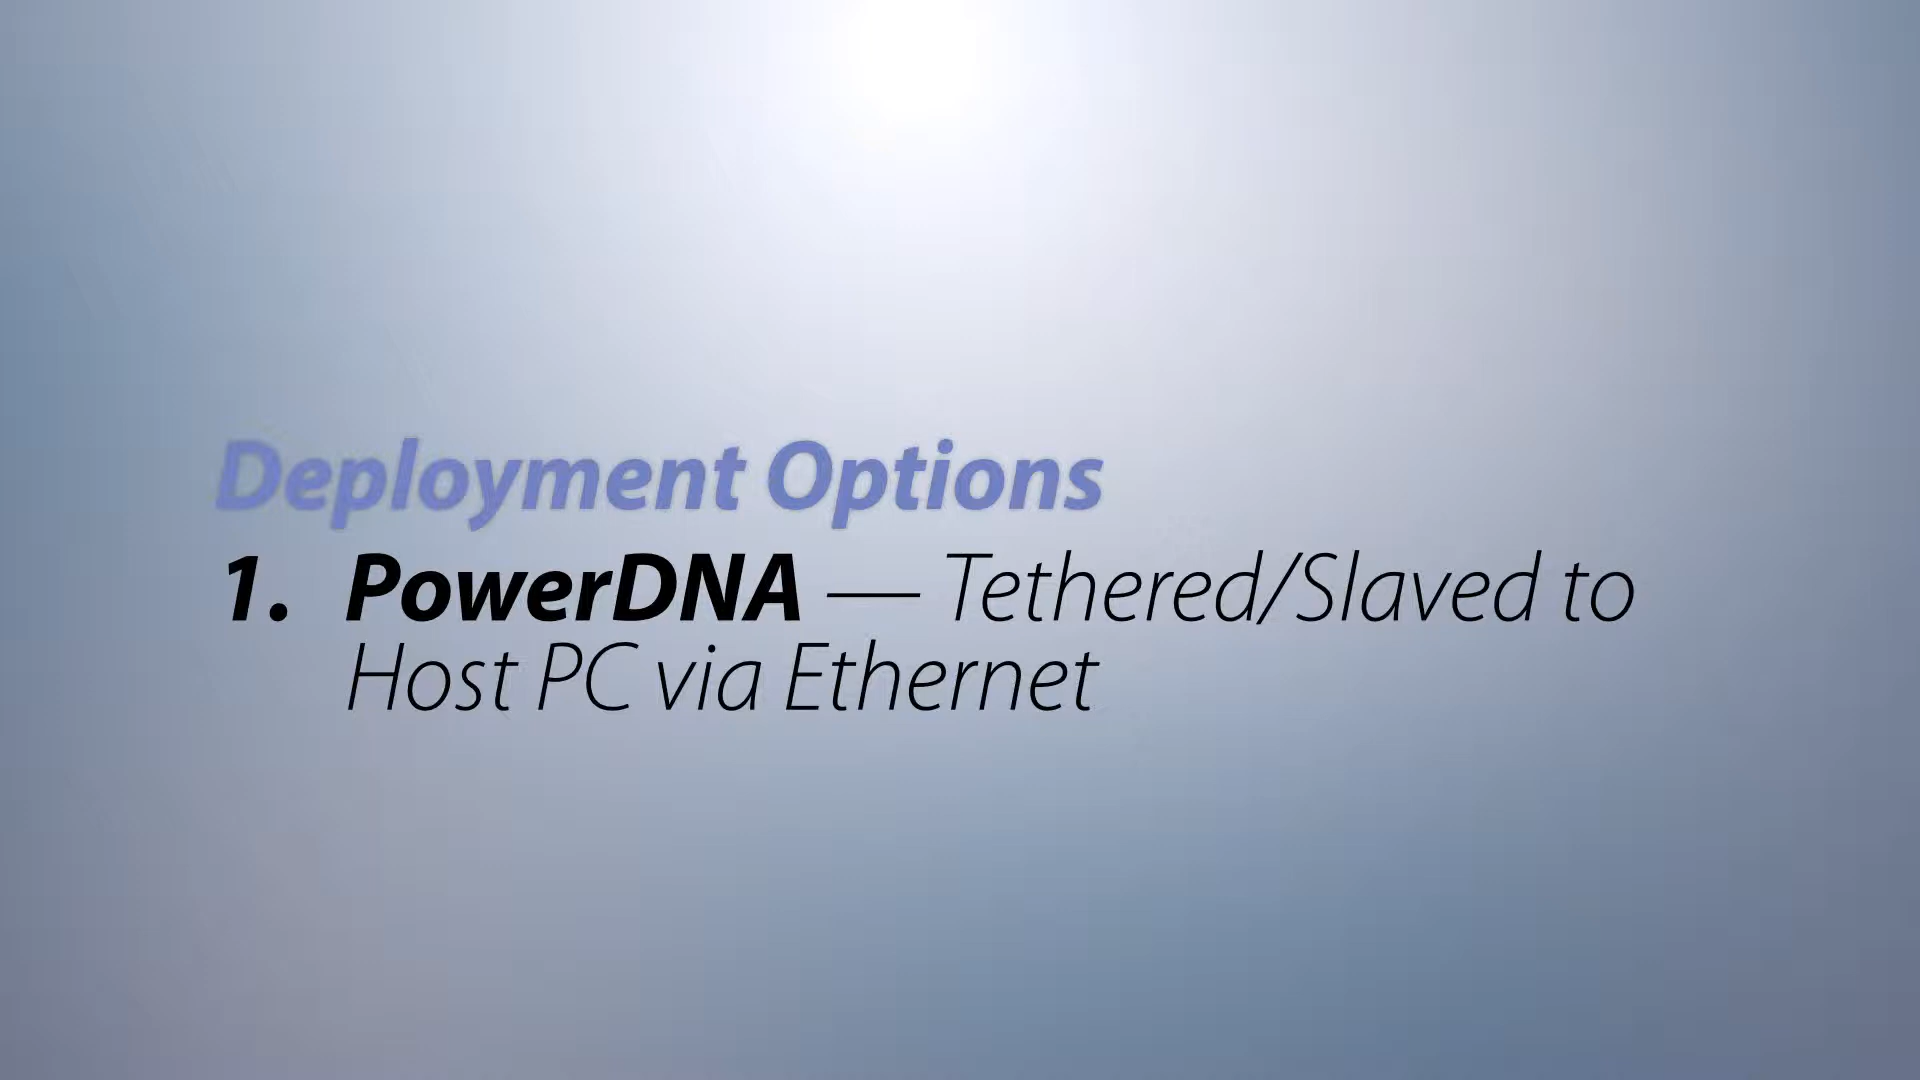 Deployment Options
1. PowerDNA — Tethered/Slaved to
Host PC via Ethernet